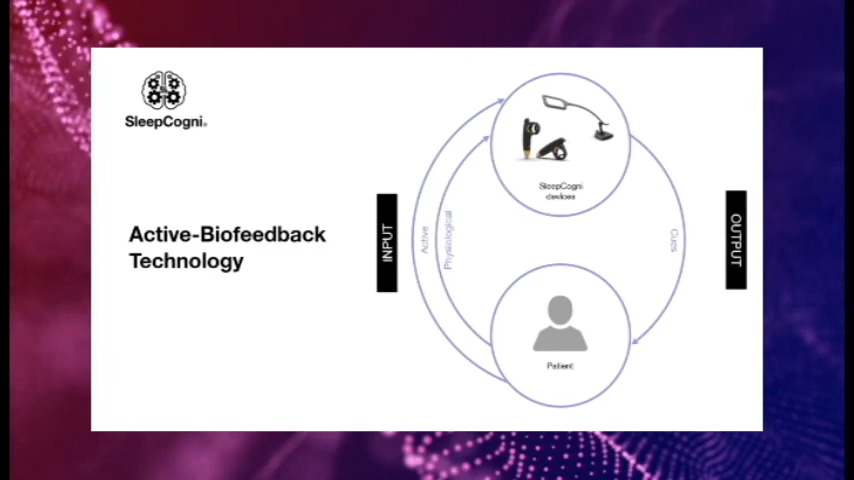 SleepCogni®
Active-Biofeedback
Technology
INPUT
Active
Physiological
SleepCogni
devices
Cues
OUTPUT
Patient